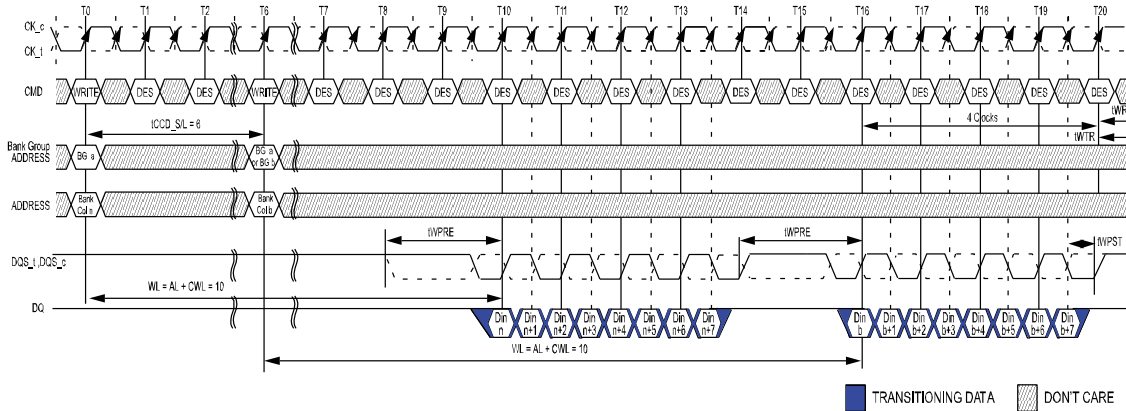 T0 T1 T2 T6 T7 T8 T9 T10 T11 T12 T13 T14 T15 T16 T17 T18 T19 T20
CK_c
CK_t
CMD WRITE DES DES WRITE DES DES DES DES DES DES DES DES DES DES DES DES DES DES
tCCD_S/L = 6
4 Clocks
tWR
tWTR
Bank Group
ADDRESS
BG a
BG a
or BG b
ADDRESS
Bank
Col n
Bank
Col b
tWPRE tWPRE tWPST
DQS_t,DQS_c
WL = AL + CWL = 10
DQ
Din Din Din Din Din Din Din Din Din Din Din Din Din Din Din Din
n n+1 n+2 n+3 n+4 n+5 n+6 n+7 b b+1 b+2 b+3 b+4 b+5 b+6 b+7
WL = AL + CWL = 10
TRANSITIONING DATA DON'T CARE